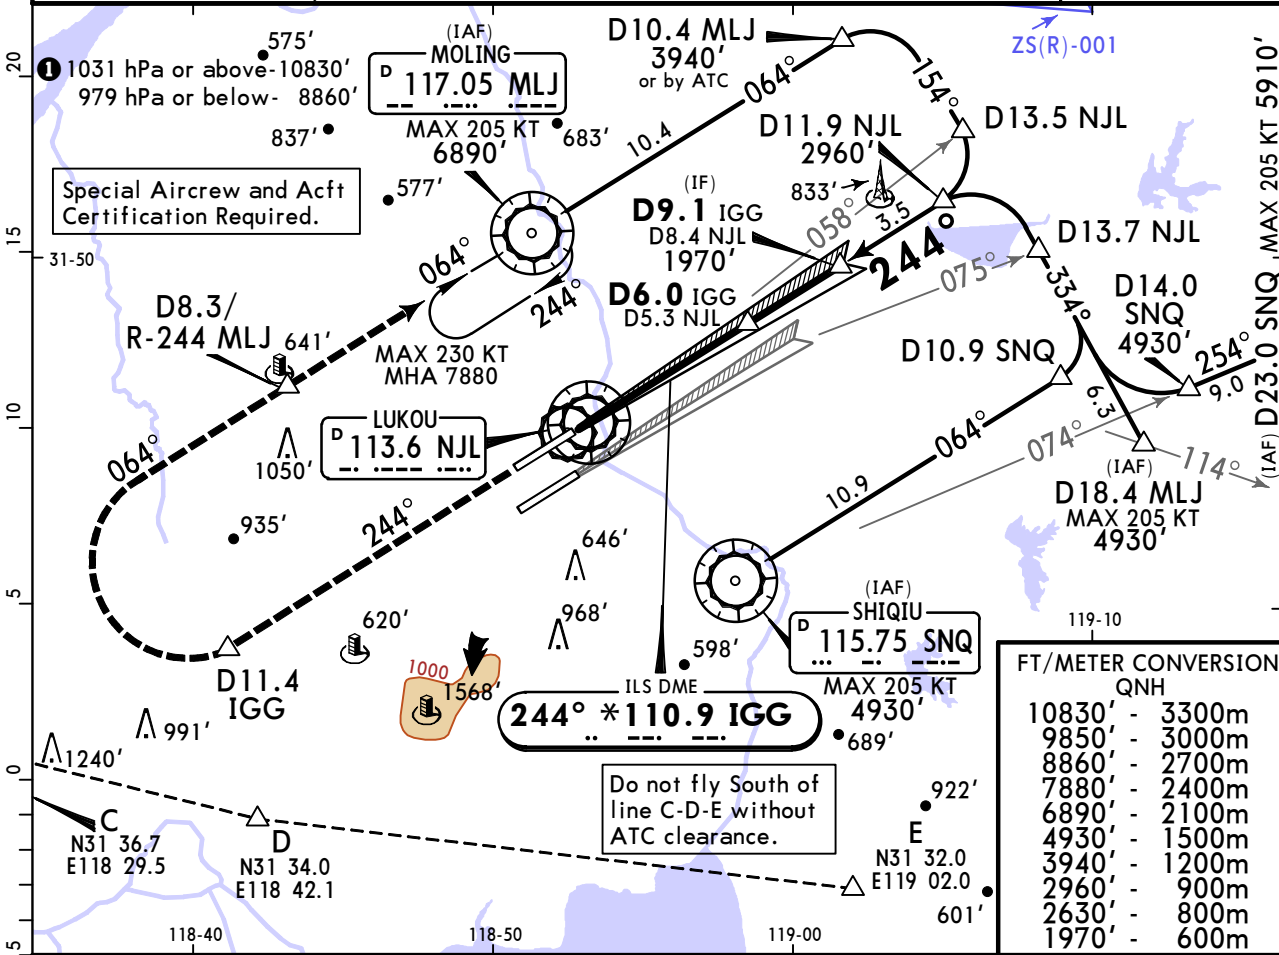 20
15
10
5
0
5
❶ 1031 hPa or above-10830'
979 hPa or below- 8860'
575'
837'
577'
683'
Special Aircrew and Acft
Certification Required.
31-50
(IAF)
MOLING
D 117.05 MLJ
MAX 205 KT
6890'
D10.4 MLJ
3940'
or by ATC
064°
10.4
154°
D13.5 NJL
ZS(R)-001
D11.9 NJL
2960'
833'
058°
3.5
(IF)
D9.1 IGG
D8.4 NJL
1970'
244°
D6.0 IGG
D5.3 NJL
075°
D13.7 NJL
334°
D14.0
SNQ
4930'
254°
9.0
(IAF) D23.0 SNQ MAX 205 KT 5910'
D10.9 SNQ
064°
10.9
6.3
074°
114°
(IAF)
D18.4 MLJ
MAX 205 KT
4930'
064°
244°
MAX 230 KT
MHA 7880
D8.3/
R-244 MLJ
641'
LUKOU
D 113.6 NJL
1050'
064°
244°
935'
646'
968'
620'
598'
D11.4
IGG
1000
1568'
991'
1240'
ILS DME
244° *110.9 IGG
(IAF)
SHIQIU
D 115.75 SNQ
MAX 205 KT
4930'
689'
922'
601'
Do not fly South of
line C-D-E without
ATC clearance.
C
N31 36.7
E118 29.5
D
N31 34.0
E118 42.1
E
N31 32.0
E119 02.0
119-10
118-40
118-50
119-00
FT/METER CONVERSION
QNH
10830' - 3300m
9850' - 3000m
8860' - 2700m
7880' - 2400m
6890' - 2100m
4930' - 1500m
3940' - 1200m
2960' - 900m
2630' - 800m
1970' - 600m